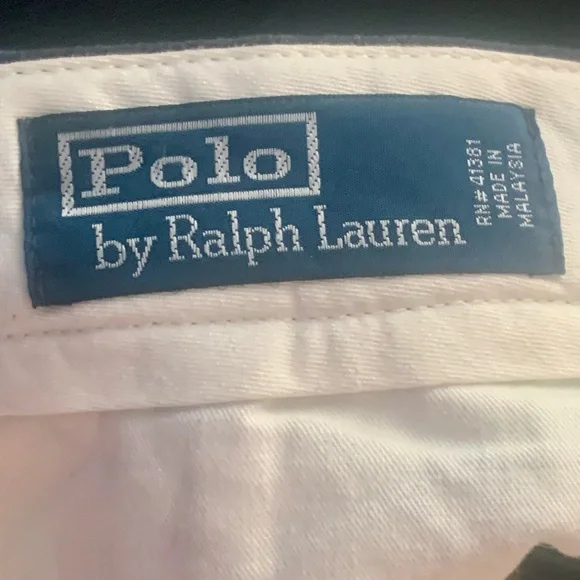 Polo
by Ralph Lauren
RN# 41381
MADE IN
MALAYSIA